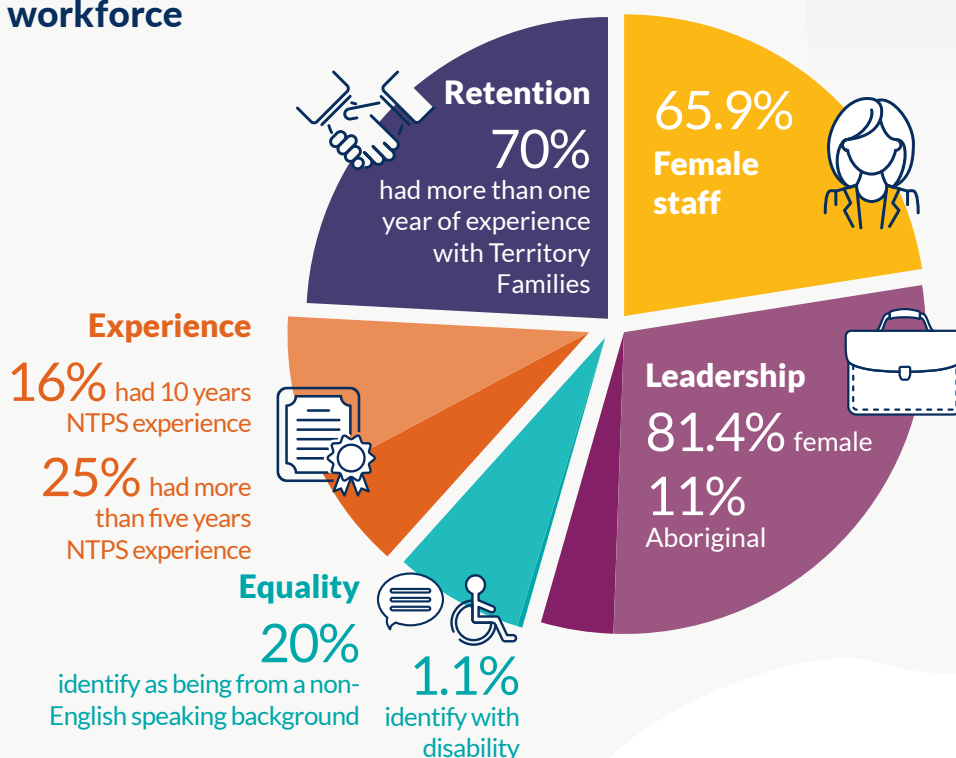 workforce
Retention
70%
had more than one
year of experience
with Territory
Families
65.9%
Female
staff
Leadership
81.4% female
11%
Aboriginal
Experience
16% had 10 years
NTPS experience
25% had more
than five years
NTPS experience
Equality
20%
identify as being from a non-
English speaking background
1.1%
identify with
disability